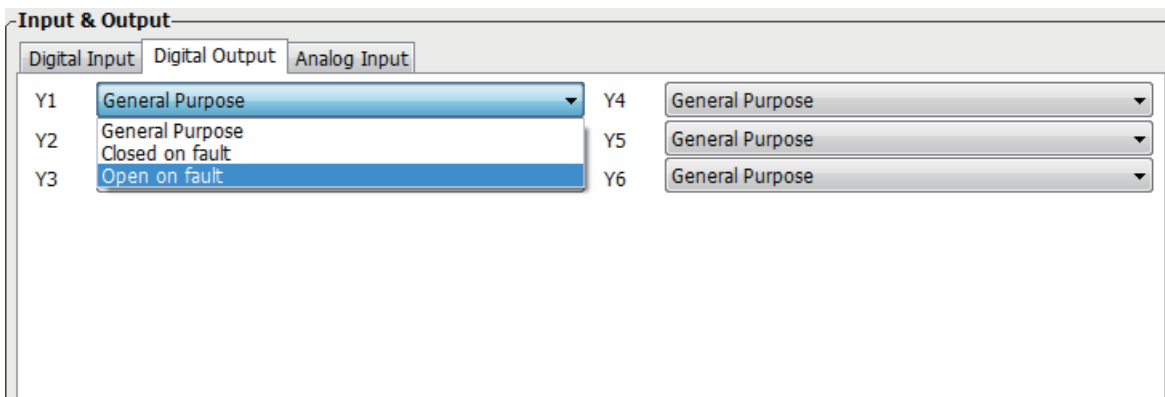 Input & Output
Digital Input Digital Output Analog Input
Y1 General Purpose Y4 General Purpose
General Purpose
Y2 Y5 General Purpose
Closed on fault
Y3 Open on fault Y6 General Purpose